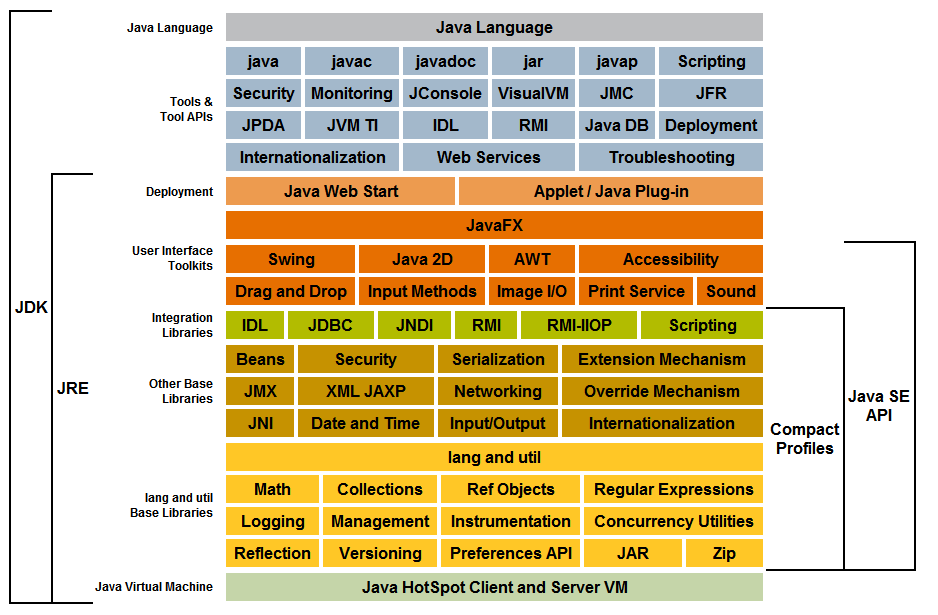 Java Language
Java Language
Tools &
Tool APIs
java javac javadoc jar javap Scripting
Security Monitoring JConsole VisualVM JMC JFR
JPDA JVM TI IDL RMI Java DB Deployment
Internationalization Web Services Troubleshooting
Deployment
Java Web Start Applet / Java Plug-in
JavaFX
User Interface
Toolkits
Swing Java 2D AWT Accessibility
Drag and Drop Input Methods Image I/O Print Service Sound
Integration
Libraries
IDL JDBC JNDI RMI RMI-IIOP Scripting
Other Base
Libraries
Beans Security Serialization Extension Mechanism
JMX XML JAXP Networking Override Mechanism
JNI Date and Time Input/Output Internationalization
lang and util
lang and util
Base Libraries
Math Collections Ref Objects Regular Expressions
Logging Management Instrumentation Concurrency Utilities
Reflection Versioning Preferences API JAR Zip
Java Virtual Machine
Java HotSpot Client and Server VM
JDK
JRE
Compact
Profiles
Java SE
API